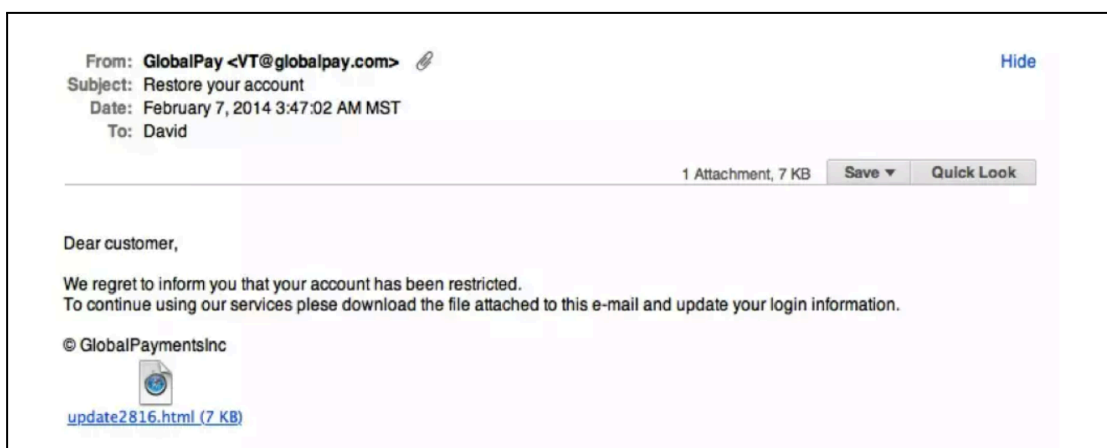 From: GlobalPay <VT@globalpay.com>
Hide
Subject: Restore your account
Date: February 7, 2014 3:47:02 AM MST
To: David
1 Attachment, 7 KB Save ▾ Quick Look
Dear customer,
We regret to inform you that your account has been restricted.
To continue using our services plese download the file attached to this e-mail and update your login information.
© GlobalPaymentsInc
update2816.html (7 KB)